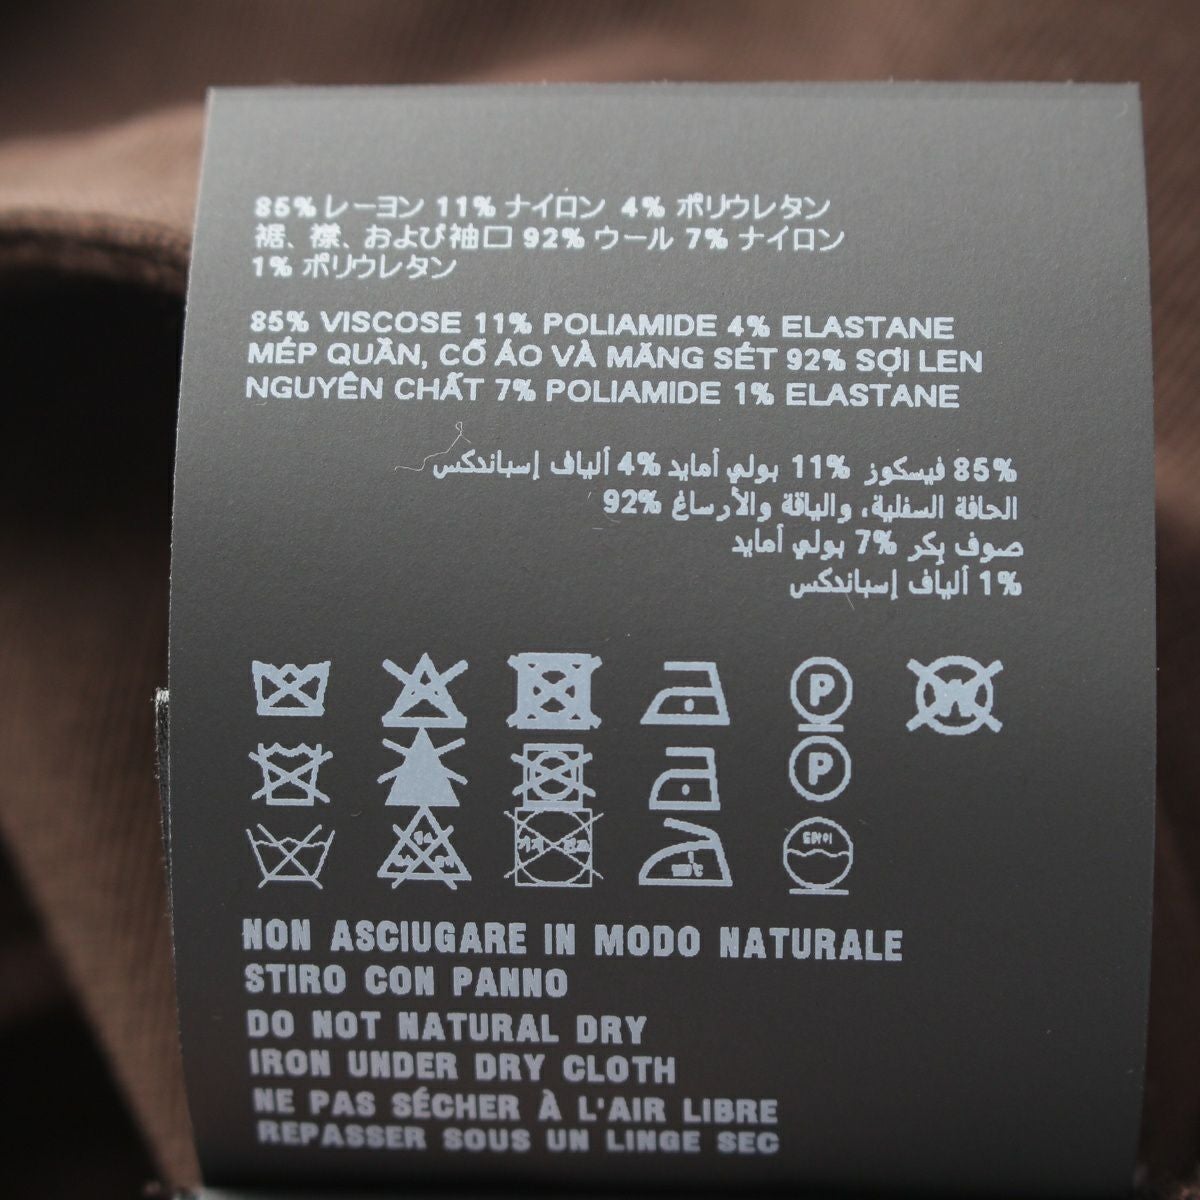 85% レーヨン 11% ナイロン 4% ポリウレタン
裾、襟、および袖口 92% ウール 7% ナイロン
1% ポリウレタン
85% VISCOSE 11% POLIAMIDE 4% ELASTANE
MÉP QUẦN, CỔ ÁO VÀ MĂNG SÉT 92% SỢI LEN
NGUYÊN CHẤT 7% POLIAMIDE 1% ELASTANE
85% فيسكوز 11% بولي أمايد 4% ألياف إسباندكس
الحافة السفلية، والياقة والأرساغ 92%
صوف بِكر 7% بولي أمايد
1% ألياف إسباندكس
P
W
P
드라이
NON ASCIUGARE IN MODO NATURALE
STIRO CON PANNO
DO NOT NATURAL DRY
IRON UNDER DRY CLOTH
NE PAS SÉCHER À L'AIR LIBRE
REPASSER SOUS UN LINGE SEC